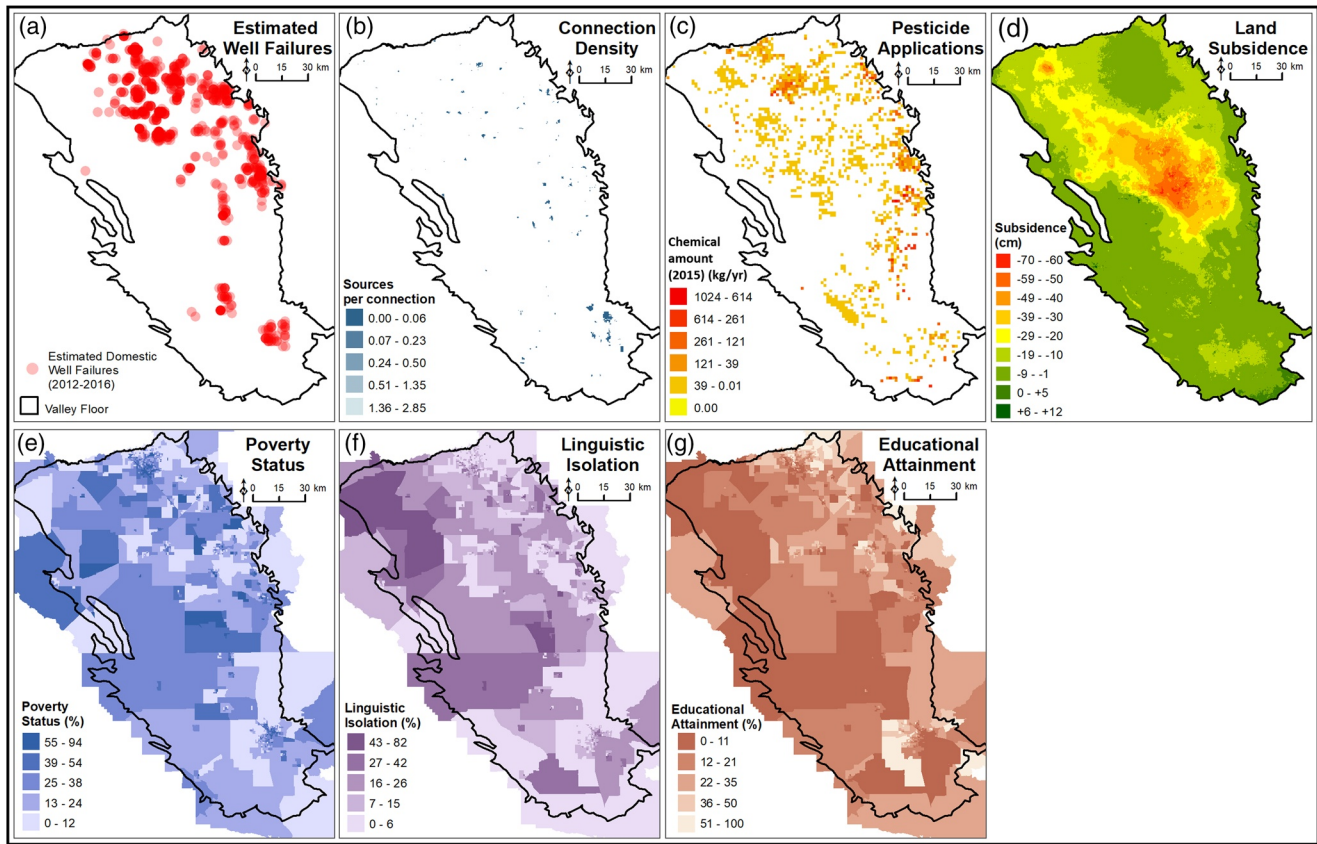 (a)
Estimated
Well Failures
0 15 30 km
Estimated Domestic
Well Failures
(2012-2016)
Valley Floor
(b)
Connection
Density
0 15 30 km
Sources
per connection
0.00 - 0.06
0.07 - 0.23
0.24 - 0.50
0.51 - 1.35
1.36 - 2.85
(c)
Pesticide
Applications
0 15 30 km
Chemical
amount
(2015) (kg/yr)
1024 - 614
614 - 261
261 - 121
121 - 39
39 - 0.01
0.00
(d)
Land
Subsidence
0 15 30 km
Subsidence
(cm)
-70 - -60
-59 - -50
-49 - -40
-39 - -30
-29 - -20
-19 - -10
-9 - -1
0 - +5
+6 - +12
(e)
Poverty
Status
0 15 30 km
Poverty
Status (%)
55 - 94
39 - 54
25 - 38
13 - 24
0 - 12
(f)
Linguistic
Isolation
0 15 30 km
Linguistic
Isolation (%)
43 - 82
27 - 42
16 - 26
7 - 15
0 - 6
(g)
Educational
Attainment
0 15 30 km
Educational
Attainment (%)
0 - 11
12 - 21
22 - 35
36 - 50
51 - 100